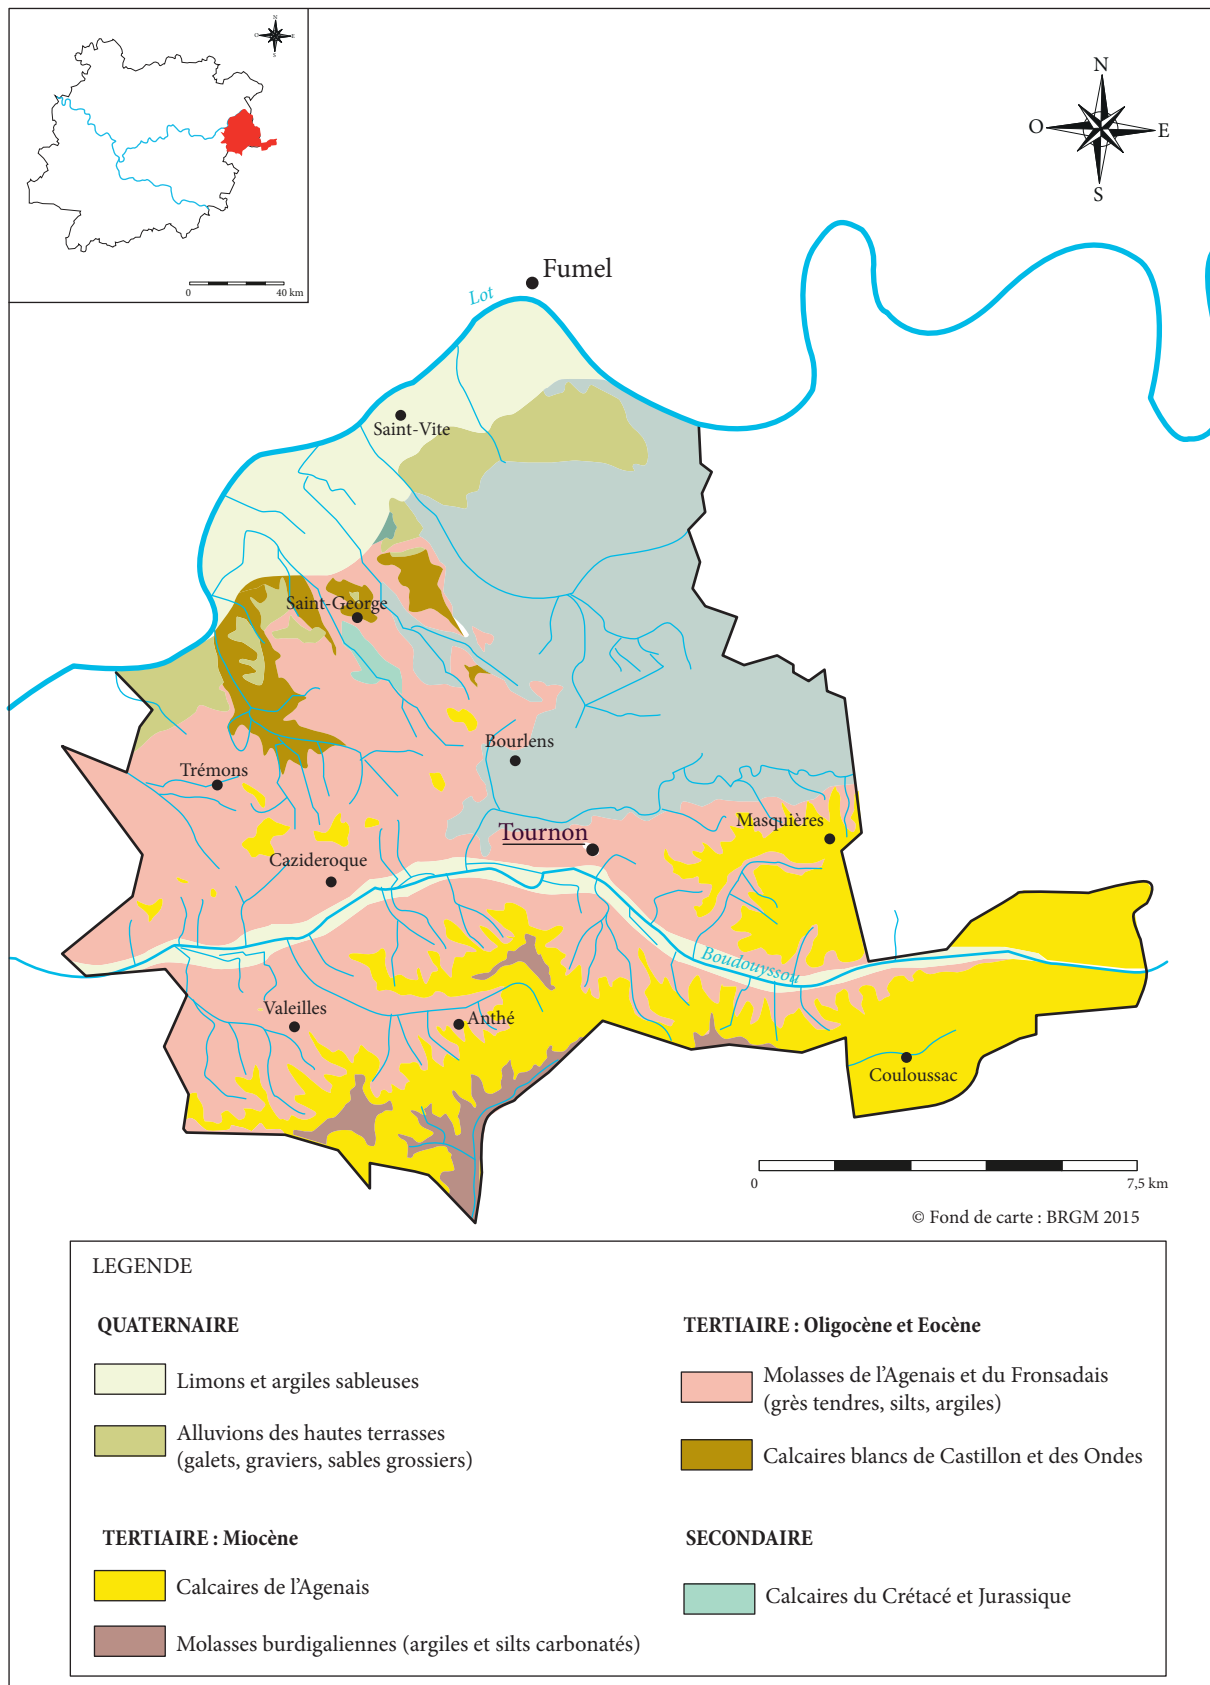 N
O
E
S
0
40 km
N
O
E
S
Fumel
Lot
Saint-Vite
Saint-George
Bourlens
Trémons
Masquières
Tournon
Cazideroque
Boudouyssou
Valeilles
Anthé
Couloussac
0
7,5 km
© Fond de carte : BRGM 2015
LEGENDE
QUATERNAIRE
Limons et argiles sableuses
Alluvions des hautes terrasses
(galets, graviers, sables grossiers)
TERTIAIRE : Miocène
Calcaires de l'Agenais
Molasses burdigaliennes (argiles et silts carbonatés)
TERTIAIRE : Oligocène et Eocène
Molasses de l'Agenais et du Fronsadais
(grès tendres, silts, argiles)
Calcaires blancs de Castillon et des Ondes
SECONDAIRE
Calcaires du Crétacé et Jurassique